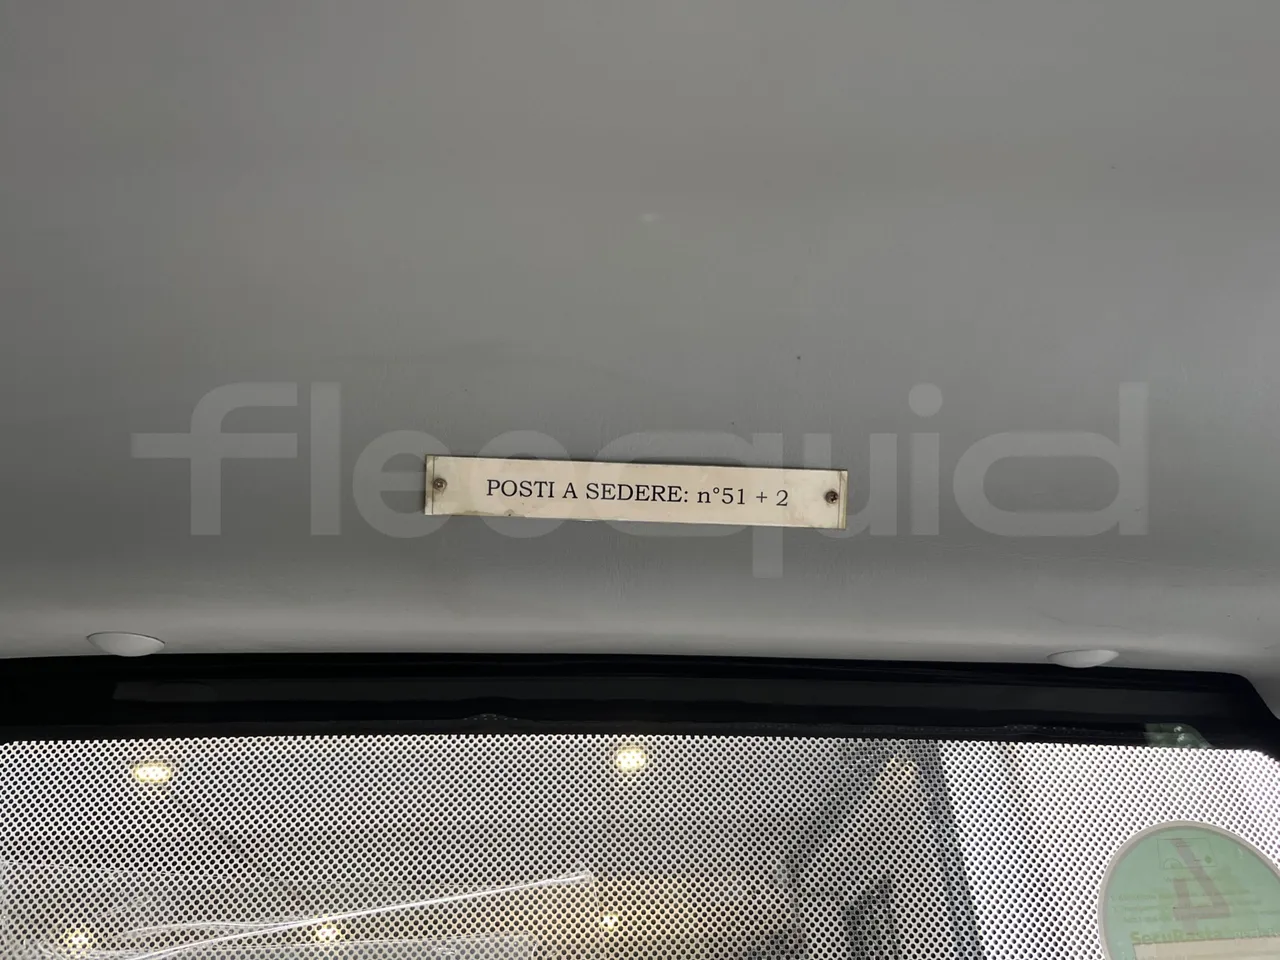 fleequid
POSTI A SEDERE: n°51 + 2